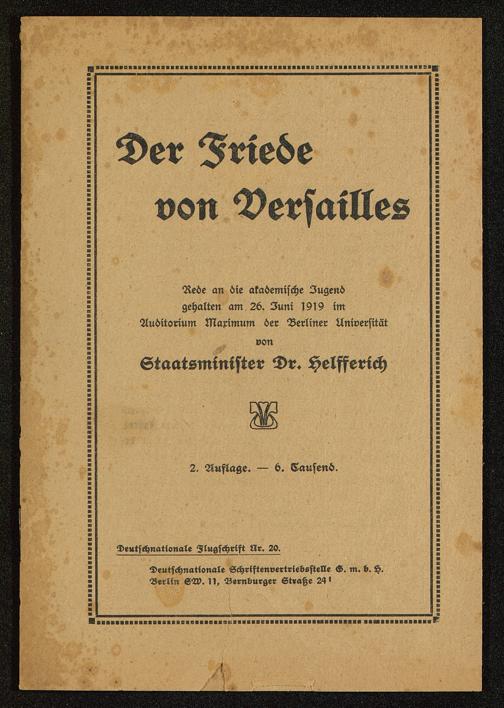 Der Friede
von Versailles
Rede an die akademische Jugend
gehalten am 26. Juni 1919 im
Auditorium Maximum der Berliner Universität
von
Staatsminister Dr. Helfferich
2. Auflage. — 6. Tausend.
Deutschnationale Flugschrift Nr. 20.
Deutschnationale Schriftenvertriebsstelle G. m. b. H.
Berlin SW. 11, Bernburger Straße 24¹